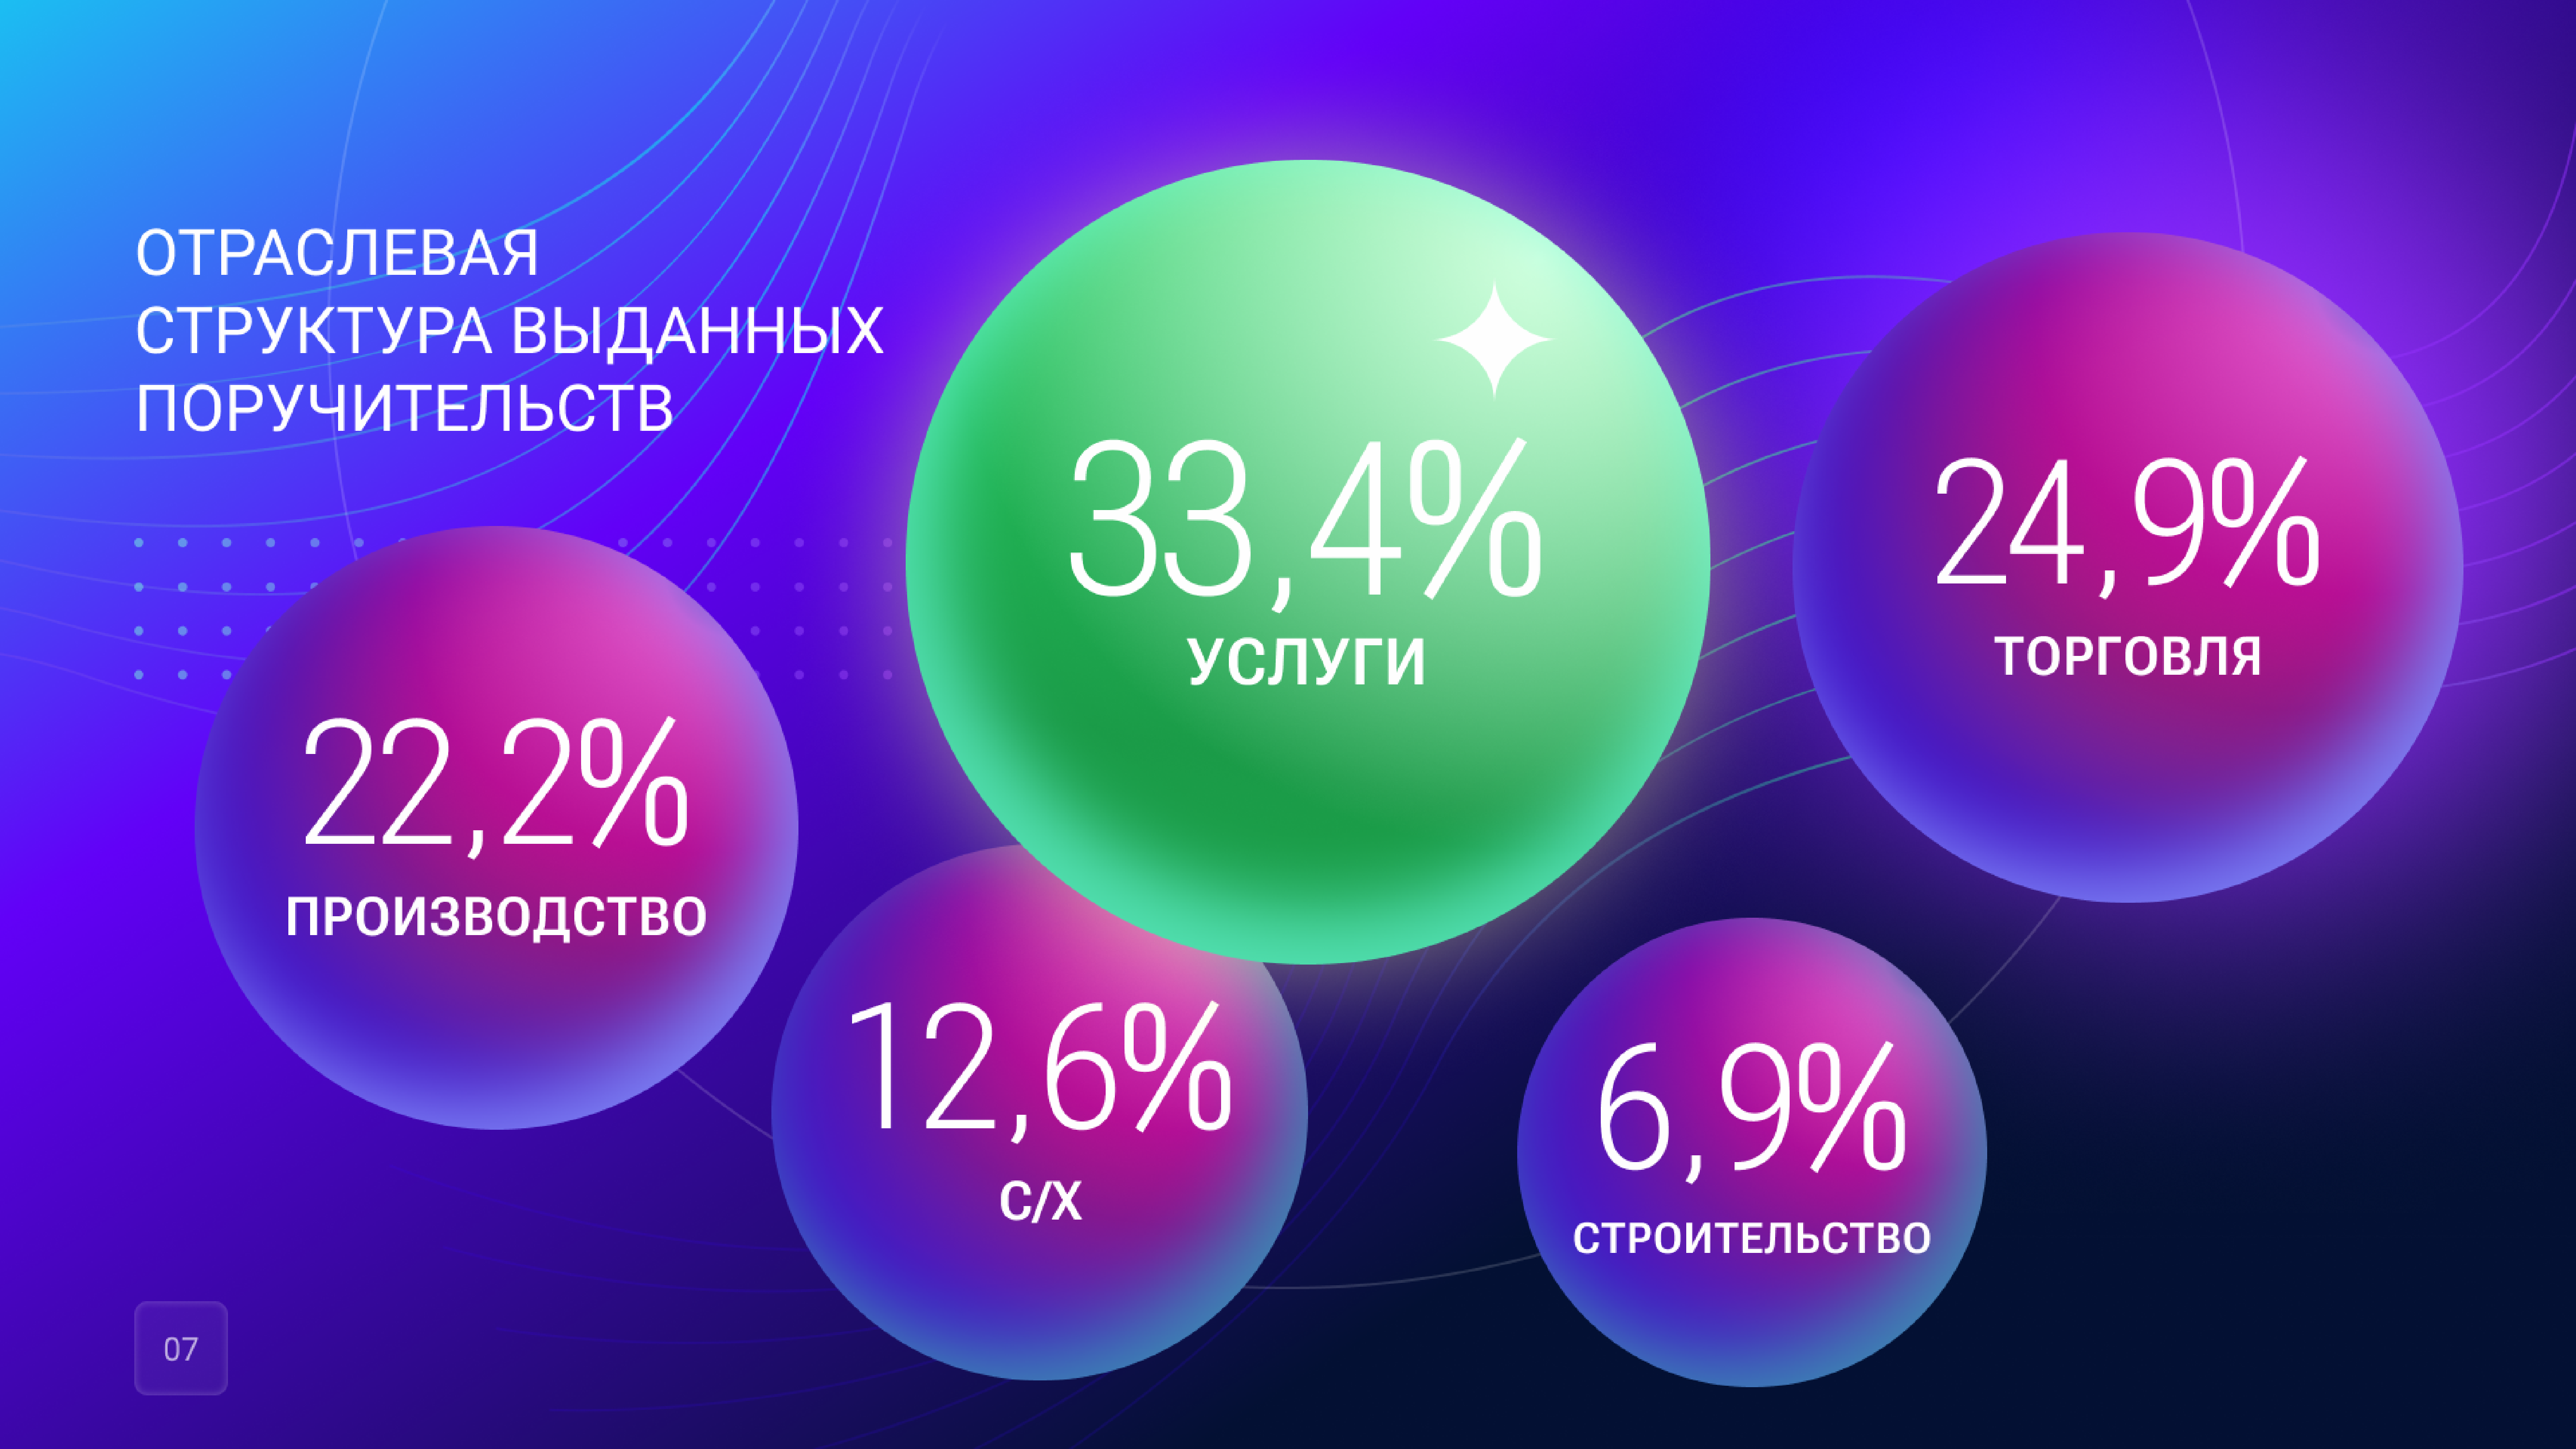 ОТРАСЛЕВАЯ
СТРУКТУРА ВЫДАННЫХ
ПОРУЧИТЕЛЬСТВ
33,4%
УСЛУГИ
24,9%
ТОРГОВЛЯ
22,2%
ПРОИЗВОДСТВО
12,6%
С/Х
6,9%
СТРОИТЕЛЬСТВО
07